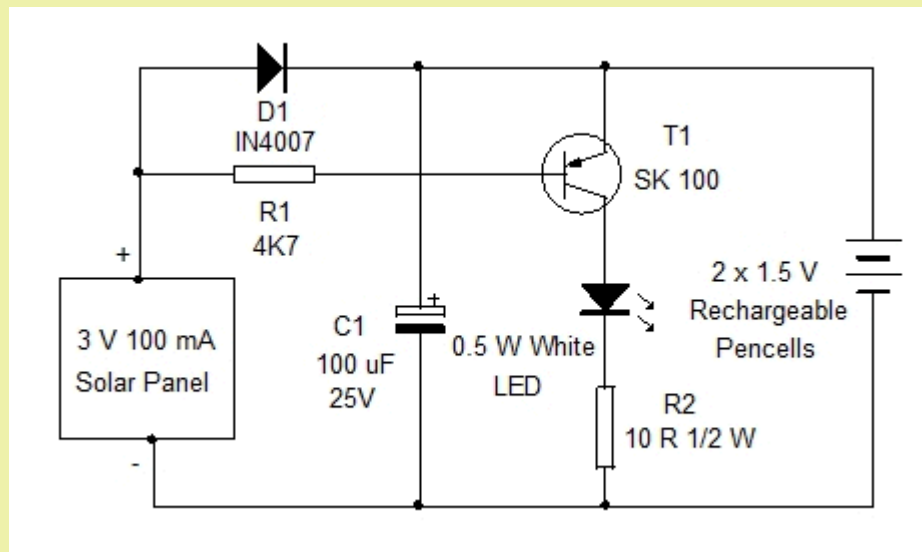 D1
IN4007
T1
SK 100
R1
4K7
+
3 V 100 mA
Solar Panel
-
+
C1
100 uF
25V
0.5 W White
LED
2 x 1.5 V
Rechargeable
Pencells
R2
10 R 1/2 W